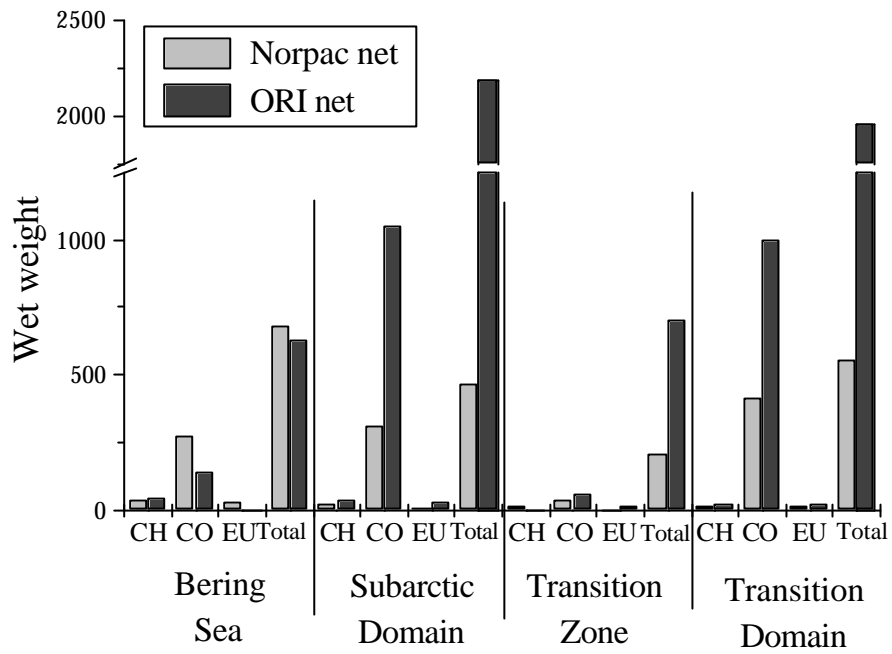 2500
Norpac net
ORI net
2000
Wet weight
1000
500
0
CH CO EU Total CH CO EU Total CH CO EU Total CH CO EU Total
Bering Sea
Subarctic Domain
Transition Zone
Transition Domain